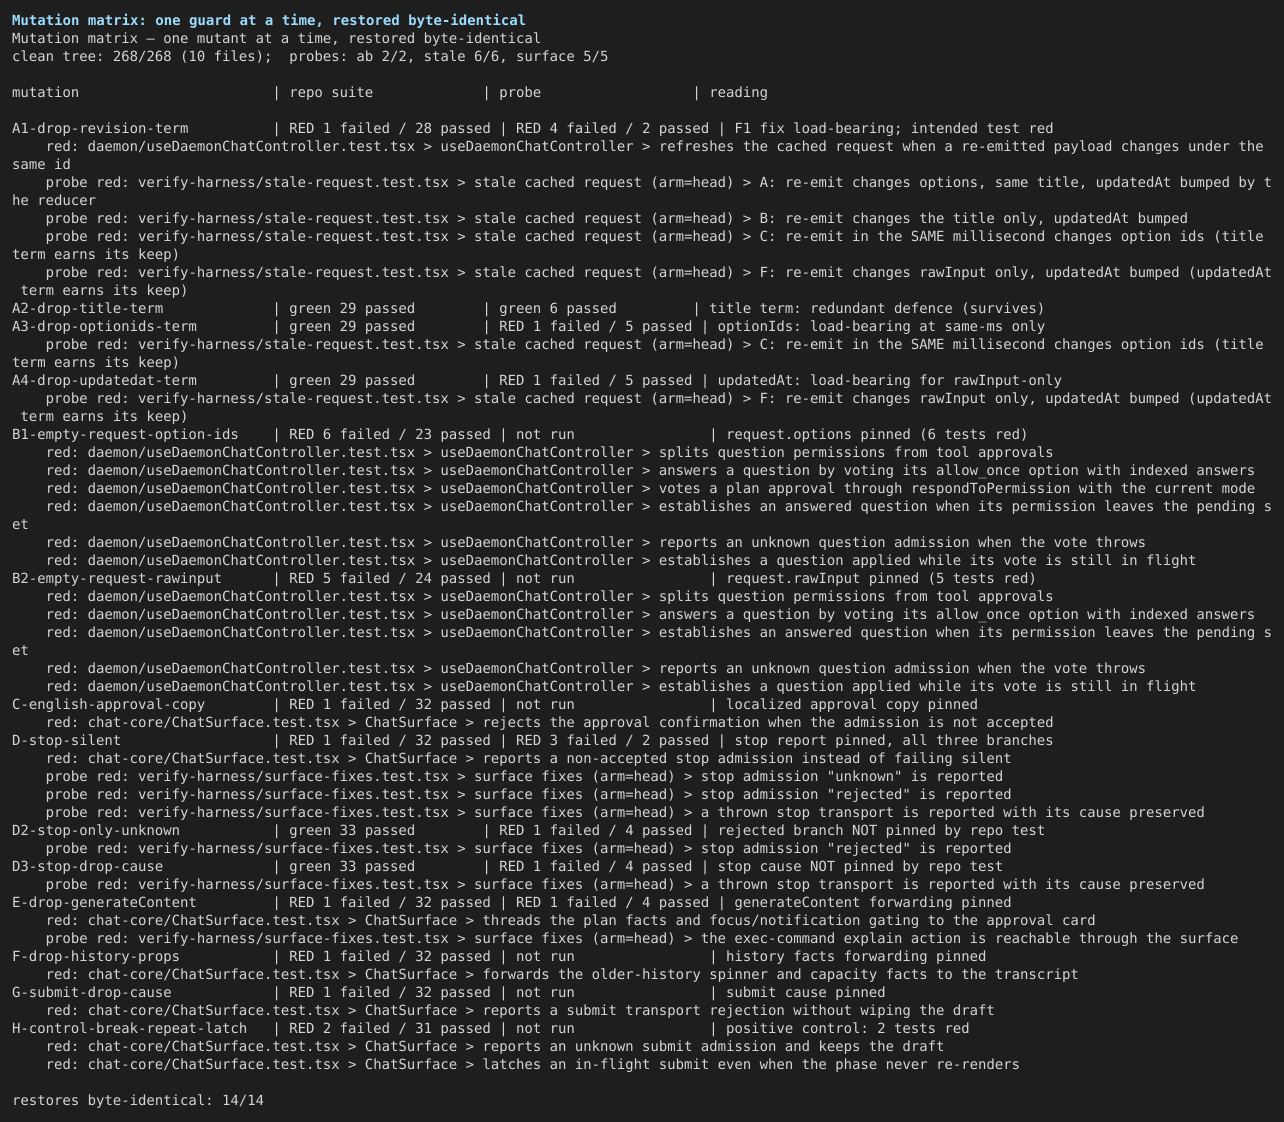 Mutation matrix: one guard at a time, restored byte-identical
Mutation matrix — one mutant at a time, restored byte-identical
clean tree: 268/268 (10 files);  probes: ab 2/2, stale 6/6, surface 5/5
mutation                       | repo suite             | probe                   | reading
A1-drop-revision-term          | RED 1 failed / 28 passed | RED 4 failed / 2 passed | F1 fix load-bearing; intended test red
    red: daemon/useDaemonChatController.test.tsx > useDaemonChatController > refreshes the cached request when a re-emitted payload changes under the
same id
    probe red: verify-harness/stale-request.test.tsx > stale cached request (arm=head) > A: re-emit changes options, same title, updatedAt bumped by t
he reducer
    probe red: verify-harness/stale-request.test.tsx > stale cached request (arm=head) > B: re-emit changes the title only, updatedAt bumped
    probe red: verify-harness/stale-request.test.tsx > stale cached request (arm=head) > C: re-emit in the SAME millisecond changes option ids (title
term earns its keep)
    probe red: verify-harness/stale-request.test.tsx > stale cached request (arm=head) > F: re-emit changes rawInput only, updatedAt bumped (updatedAt
 term earns its keep)
A2-drop-title-term             | green 29 passed        | green 6 passed         | title term: redundant defence (survives)
A3-drop-optionids-term         | green 29 passed        | RED 1 failed / 5 passed | optionIds: load-bearing at same-ms only
    probe red: verify-harness/stale-request.test.tsx > stale cached request (arm=head) > C: re-emit in the SAME millisecond changes option ids (title
term earns its keep)
A4-drop-updatedat-term         | green 29 passed        | RED 1 failed / 5 passed | updatedAt: load-bearing for rawInput-only
    probe red: verify-harness/stale-request.test.tsx > stale cached request (arm=head) > F: re-emit changes rawInput only, updatedAt bumped (updatedAt
 term earns its keep)
B1-empty-request-option-ids    | RED 6 failed / 23 passed | not run                | request.options pinned (6 tests red)
    red: daemon/useDaemonChatController.test.tsx > useDaemonChatController > splits question permissions from tool approvals
    red: daemon/useDaemonChatController.test.tsx > useDaemonChatController > answers a question by voting its allow_once option with indexed answers
    red: daemon/useDaemonChatController.test.tsx > useDaemonChatController > votes a plan approval through respondToPermission with the current mode
    red: daemon/useDaemonChatController.test.tsx > useDaemonChatController > establishes an answered question when its permission leaves the pending s
et
    red: daemon/useDaemonChatController.test.tsx > useDaemonChatController > reports an unknown question admission when the vote throws
    red: daemon/useDaemonChatController.test.tsx > useDaemonChatController > establishes a question applied while its vote is still in flight
B2-empty-request-rawinput      | RED 5 failed / 24 passed | not run                | request.rawInput pinned (5 tests red)
    red: daemon/useDaemonChatController.test.tsx > useDaemonChatController > splits question permissions from tool approvals
    red: daemon/useDaemonChatController.test.tsx > useDaemonChatController > answers a question by voting its allow_once option with indexed answers
    red: daemon/useDaemonChatController.test.tsx > useDaemonChatController > establishes an answered question when its permission leaves the pending s
et
    red: daemon/useDaemonChatController.test.tsx > useDaemonChatController > reports an unknown question admission when the vote throws
    red: daemon/useDaemonChatController.test.tsx > useDaemonChatController > establishes a question applied while its vote is still in flight
C-english-approval-copy        | RED 1 failed / 32 passed | not run                | localized approval copy pinned
    red: chat-core/ChatSurface.test.tsx > ChatSurface > rejects the approval confirmation when the admission is not accepted
D-stop-silent                  | RED 1 failed / 32 passed | RED 3 failed / 2 passed | stop report pinned, all three branches
    red: chat-core/ChatSurface.test.tsx > ChatSurface > reports a non-accepted stop admission instead of failing silent
    probe red: verify-harness/surface-fixes.test.tsx > surface fixes (arm=head) > stop admission "unknown" is reported
    probe red: verify-harness/surface-fixes.test.tsx > surface fixes (arm=head) > stop admission "rejected" is reported
    probe red: verify-harness/surface-fixes.test.tsx > surface fixes (arm=head) > a thrown stop transport is reported with its cause preserved
D2-stop-only-unknown           | green 33 passed        | RED 1 failed / 4 passed | rejected branch NOT pinned by repo test
    probe red: verify-harness/surface-fixes.test.tsx > surface fixes (arm=head) > stop admission "rejected" is reported
D3-stop-drop-cause             | green 33 passed        | RED 1 failed / 4 passed | stop cause NOT pinned by repo test
    probe red: verify-harness/surface-fixes.test.tsx > surface fixes (arm=head) > a thrown stop transport is reported with its cause preserved
E-drop-generateContent         | RED 1 failed / 32 passed | RED 1 failed / 4 passed | generateContent forwarding pinned
    red: chat-core/ChatSurface.test.tsx > ChatSurface > threads the plan facts and focus/notification gating to the approval card
    probe red: verify-harness/surface-fixes.test.tsx > surface fixes (arm=head) > the exec-command explain action is reachable through the surface
F-drop-history-props           | RED 1 failed / 32 passed | not run                | history facts forwarding pinned
    red: chat-core/ChatSurface.test.tsx > ChatSurface > forwards the older-history spinner and capacity facts to the transcript
G-submit-drop-cause            | RED 1 failed / 32 passed | not run                | submit cause pinned
    red: chat-core/ChatSurface.test.tsx > ChatSurface > reports a submit transport rejection without wiping the draft
H-control-break-repeat-latch   | RED 2 failed / 31 passed | not run                | positive control: 2 tests red
    red: chat-core/ChatSurface.test.tsx > ChatSurface > reports an unknown submit admission and keeps the draft
    red: chat-core/ChatSurface.test.tsx > ChatSurface > latches an in-flight submit even when the phase never re-renders
restores byte-identical: 14/14